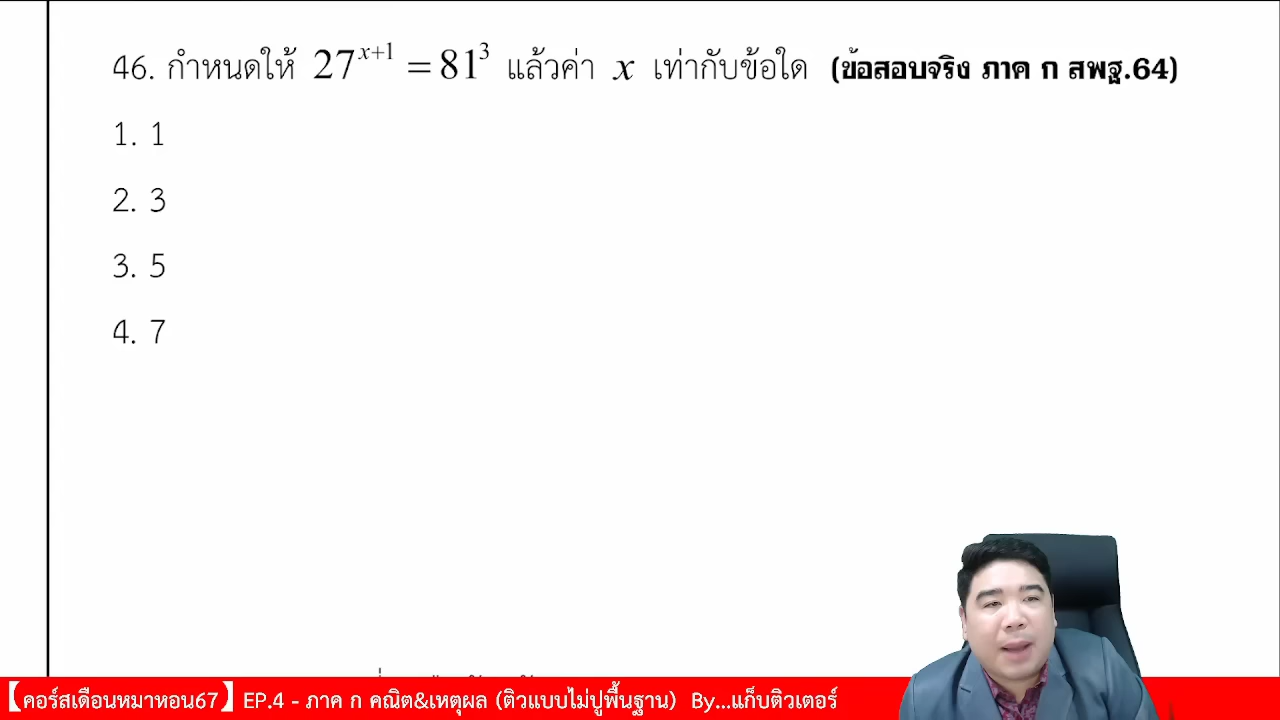 46. กำหนดให้ 27^{x+1} = 81^3 แล้วค่า x เท่ากับข้อใด (ข้อสอบจริง ภาค ก สพฐ.64)
1. 1
2. 3
3. 5
4. 7
【คอร์สเดือนหมาหอน67】 EP.4 - ภาค ก คณิต&เหตุผล (ติวแบบไม่ปูพื้นฐาน) By...แก็บติวเตอร์